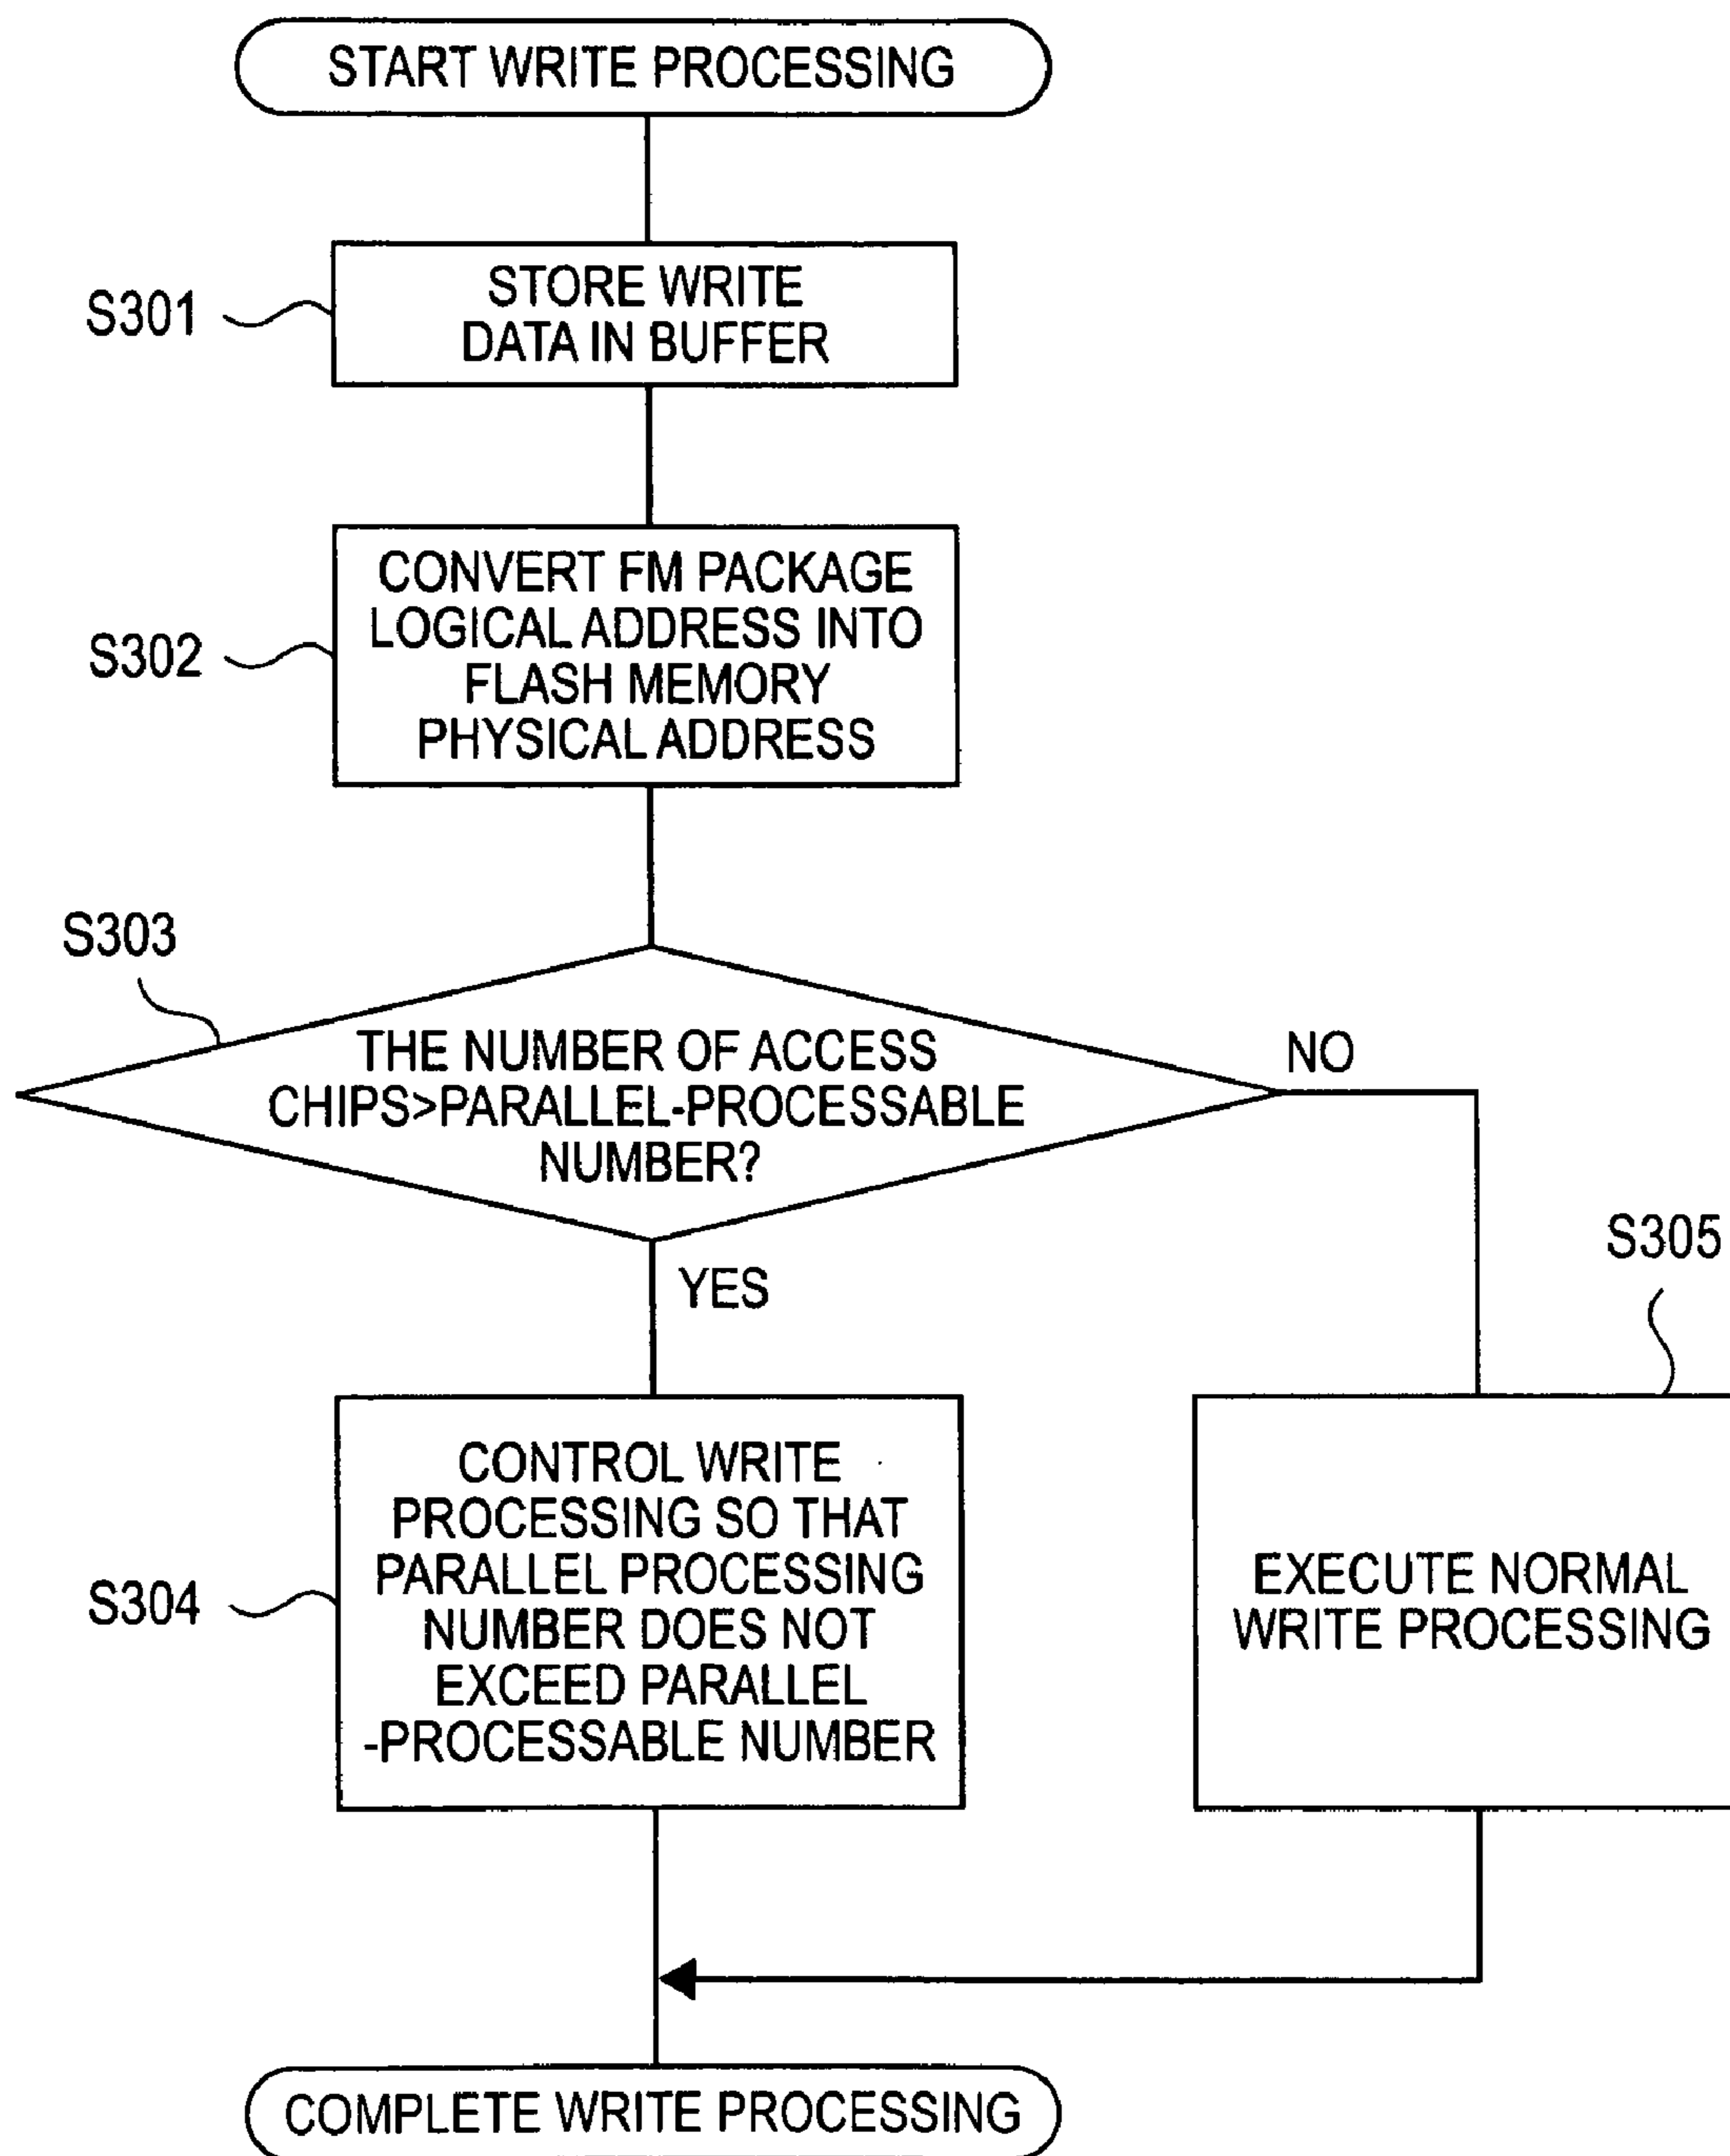 START WRITE PROCESSING
S301
STORE WRITE
DATA IN BUFFER
S302
CONVERT FM PACKAGE
LOGICAL ADDRESS INTO
FLASH MEMORY
PHYSICAL ADDRESS
S303
THE NUMBER OF ACCESS
CHIPS>PARALLEL-PROCESSABLE
NUMBER?
NO
YES
S304
CONTROL WRITE
PROCESSING SO THAT
PARALLEL PROCESSING
NUMBER DOES NOT
EXCEED PARALLEL
-PROCESSABLE NUMBER
S305
EXECUTE NORMAL
WRITE PROCESSING
COMPLETE WRITE PROCESSING